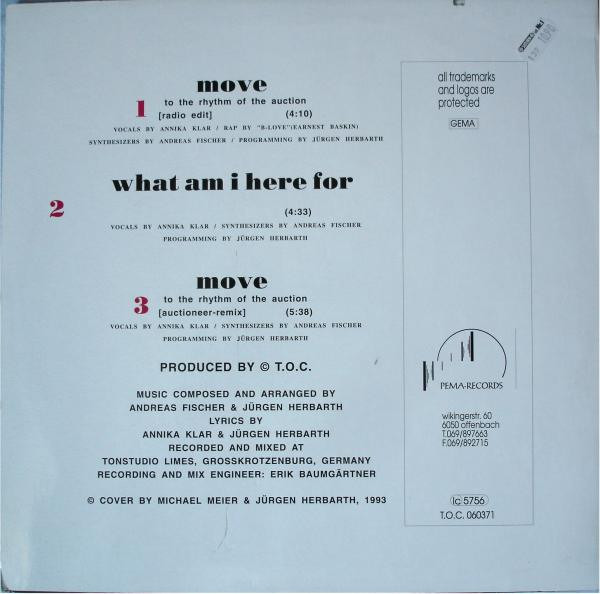 move
1
to the rhythm of the auction
[radio edit] (4:10)
VOCALS BY ANNIKA KLAR / RAP BY "B-LOVE"(EARNEST BASKIN)
SYNTHESIZERS BY ANDREAS FISCHER / PROGRAMMING BY JÜRGEN HERBARTH
what am i here for
2
(4:33)
VOCALS BY ANNIKA KLAR / SYNTHESIZERS BY ANDREAS FISCHER
PROGRAMMING BY JÜRGEN HERBARTH
move
3
to the rhythm of the auction
[auctioneer-remix] (5:38)
VOCALS BY ANNIKA KLAR / SYNTHESIZERS BY ANDREAS FISCHER
PROGRAMMING BY JÜRGEN HERBARTH
PRODUCED BY © T.O.C.
MUSIC COMPOSED AND ARRANGED BY
ANDREAS FISCHER & JÜRGEN HERBARTH
LYRICS BY
ANNIKA KLAR & JÜRGEN HERBARTH
RECORDED AND MIXED AT
TONSTUDIO LIMES, GROSSKROTZENBURG, GERMANY
RECORDING AND MIX ENGINEER: ERIK BAUMGÄRTNER
© COVER BY MICHAEL MEIER & JÜRGEN HERBARTH, 1993
all trademarks
and logos are
protected
GEMA
PEMA-RECORDS
wikingerstr. 60
6050 offenbach
T.069/897663
F.069/892715
lc 5756
T.O.C. 060371